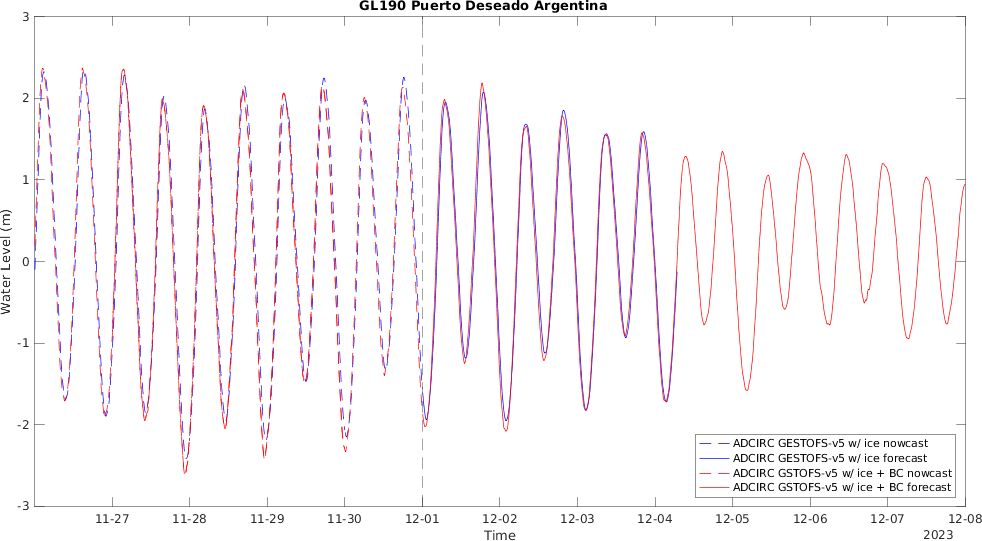 GL190 Puerto Deseado Argentina
3
2
1
0
-1
-2
-3
Water Level (m)
ADCIRC GESTOFS-v5 w/ ice nowcast
ADCIRC GESTOFS-v5 w/ ice forecast
ADCIRC GSTOFS-v5 w/ ice + BC nowcast
ADCIRC GSTOFS-v5 w/ ice + BC forecast
11-27 11-28 11-29 11-30 12-01 12-02 12-03 12-04 12-05 12-06 12-07 12-08
Time
2023